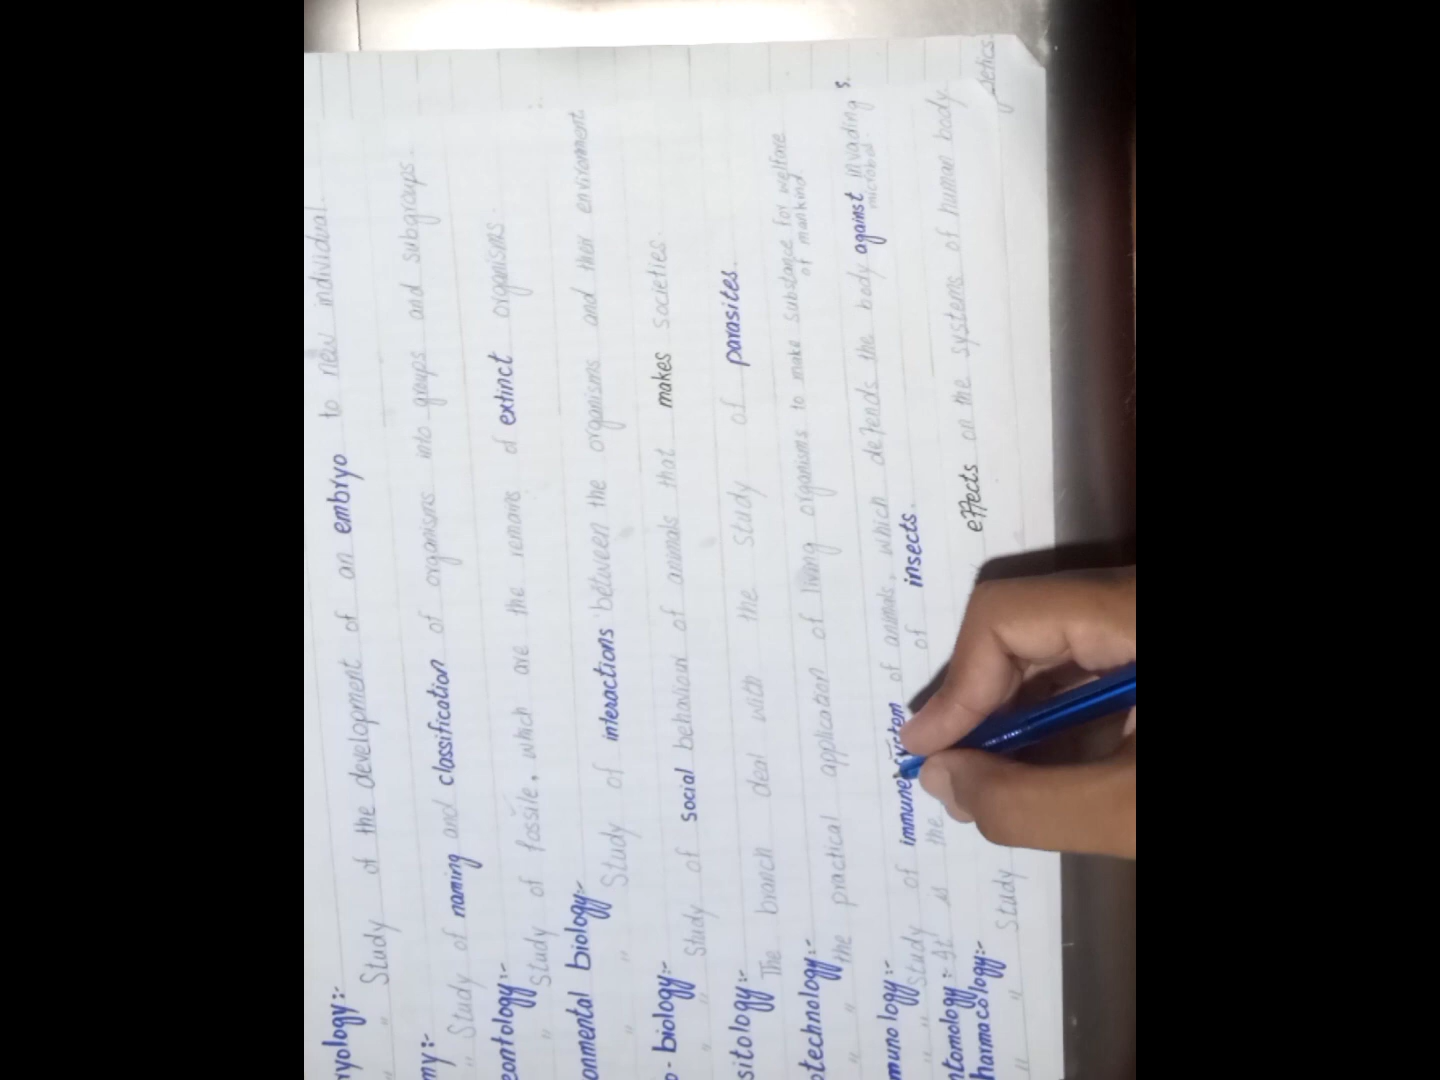 ryology:-
" Study of the development of an embryo to new individual.
my:-
" Study of naming and classification of organisms into groups and subgroups.
eontology:-
" Study of fossile, which are the remains of extinct organisms.
onmental biology:-
" " Study of interactions between the organisms and their environment
o-biology:-
" " Study of social behaviour of animals that makes societies.
sitology:-
The branch deal with the study of parasites.
otechnology:-
" the practical application of living organisms to make substance for welfare
of mankind
munology:-
" " Study of immune system of animals, which defends the body against invading
microbial s.
ntomology:- It is the of insects.
harmacology:-
" " Study effects on the systems of human body